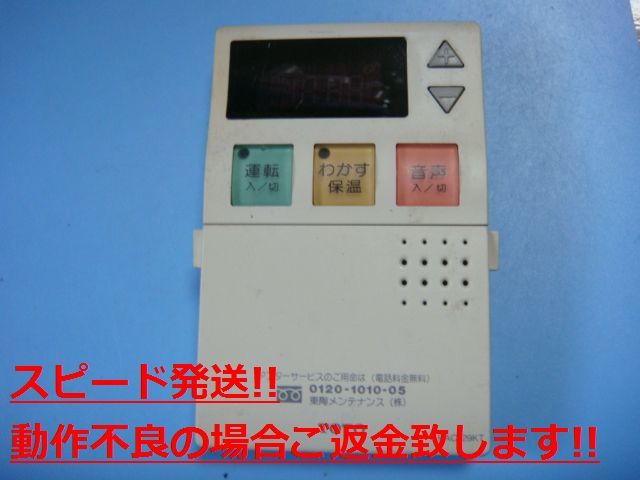 運転
入／切
わかす
保温
音声
入／切
ーサービスのご用命は（電話料金無料）
0120-1010-05
東陶メンテナンス（株）
スピード発送!!
動作不良の場合ご返金致します!!